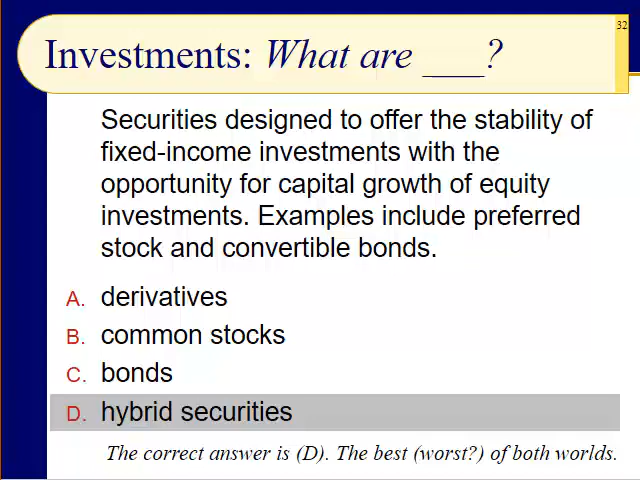 32
Investments: What are ___?
Securities designed to offer the stability of
fixed-income investments with the
opportunity for capital growth of equity
investments. Examples include preferred
stock and convertible bonds.
A. derivatives
B. common stocks
C. bonds
D. hybrid securities
The correct answer is (D). The best (worst?) of both worlds.